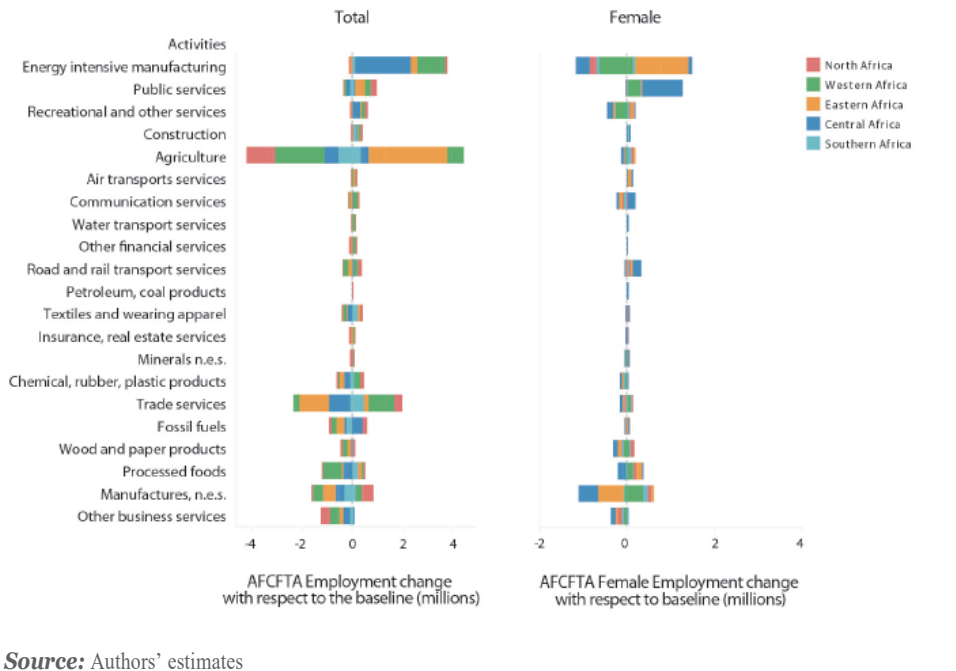 Total
Female
Activities
Energy intensive manufacturing
Public services
Recreational and other services
Construction
Agriculture
Air transports services
Communication services
Water transport services
Other financial services
Road and rail transport services
Petroleum, coal products
Textiles and wearing apparel
Insurance, real estate services
Minerals n.e.s.
Chemical, rubber, plastic products
Trade services
Fossil fuels
Wood and paper products
Processed foods
Manufactures, n.e.s.
Other business services
North Africa
Western Africa
Eastern Africa
Central Africa
Southern Africa
-4 -2 0 2 4
-2 0 2 4
AFCFTA Employment change
with respect to the baseline (millions)
AFCFTA Female Employment change
with respect to baseline (millions)
Source: Authors' estimates